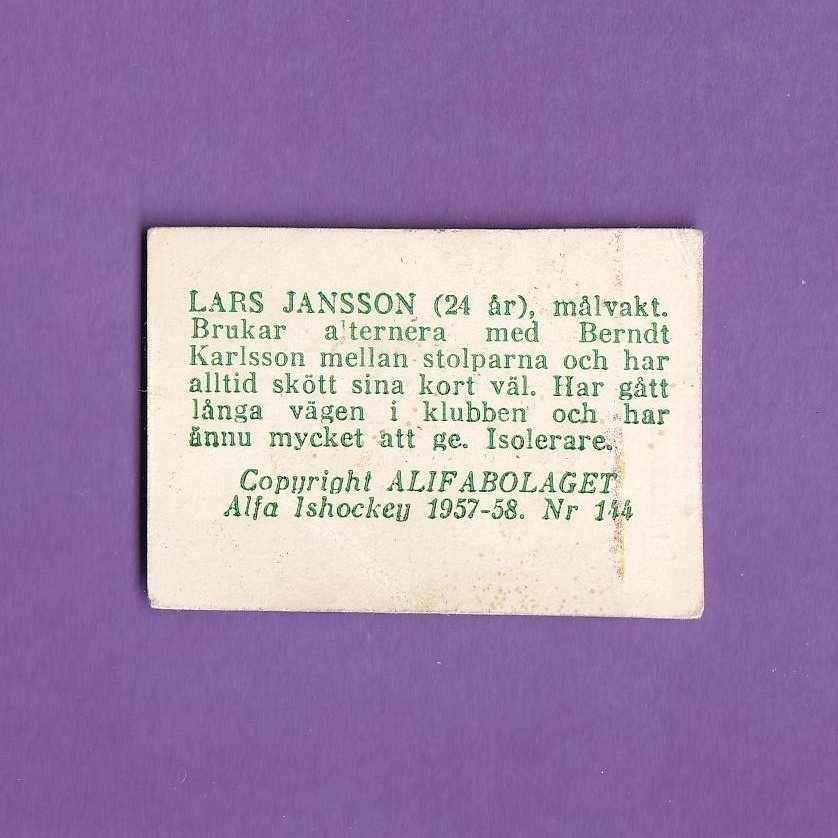 LARS JANSSON (24 år), målvakt.
Brukar alternera med Berndt
Karlsson mellan stolparna och har
alltid skött sina kort väl. Har gått
långa vägen i klubben och har
ännu mycket att ge. Isolerare.
Copyright ALIFABOLAGET
Alfa Ishockey 1957-58. Nr 144